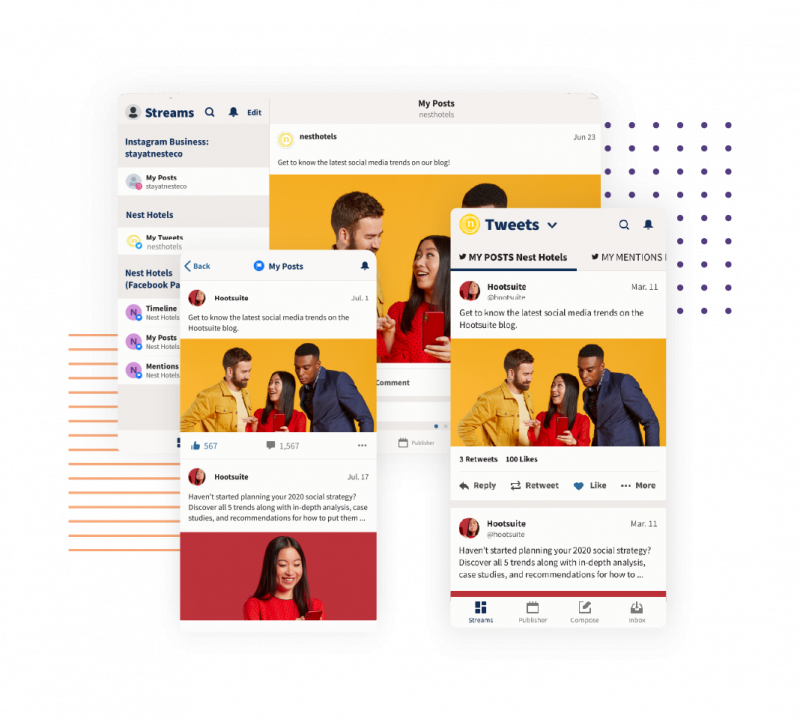 Streams
Edit
Instagram Business:
stayatnesteco
My Posts
stayatnesteco
Nest Hotels
My Tweets
nesthotels
Nest Hotels
(Facebook Pa
N
Timeline
Nest Hotels
N
My Posts
Nest Hotels
N
Mentions
Nest Hotels
My Posts
nesthotels
n
nesthotels
Jun 23
Get to know the latest social media trends on our blog!
Comment
Publisher
Back
My Posts
Hootsuite
Jul. 1
Get to know the latest social media trends on the
Hootsuite blog.
567
1,567
Hootsuite
Jul. 17
Haven't started planning your 2020 social strategy?
Discover all 5 trends along with in-depth analysis, case
studies, and recommendations for how to put them ...
n
Tweets
MY POSTS Nest Hotels
MY MENTIONS
Hootsuite
@hootsuite
Mar. 11
Get to know the latest social media trends on the
Hootsuite blog.
3 Retweets 100 Likes
Reply Retweet Like More
Hootsuite
@hootsuite
Mar. 11
Haven't started planning your 2020 social strategy?
Discover all 5 trends along with in-depth analysis,
case studies, and recommendations for how to ...
Streams Publisher Compose Inbox